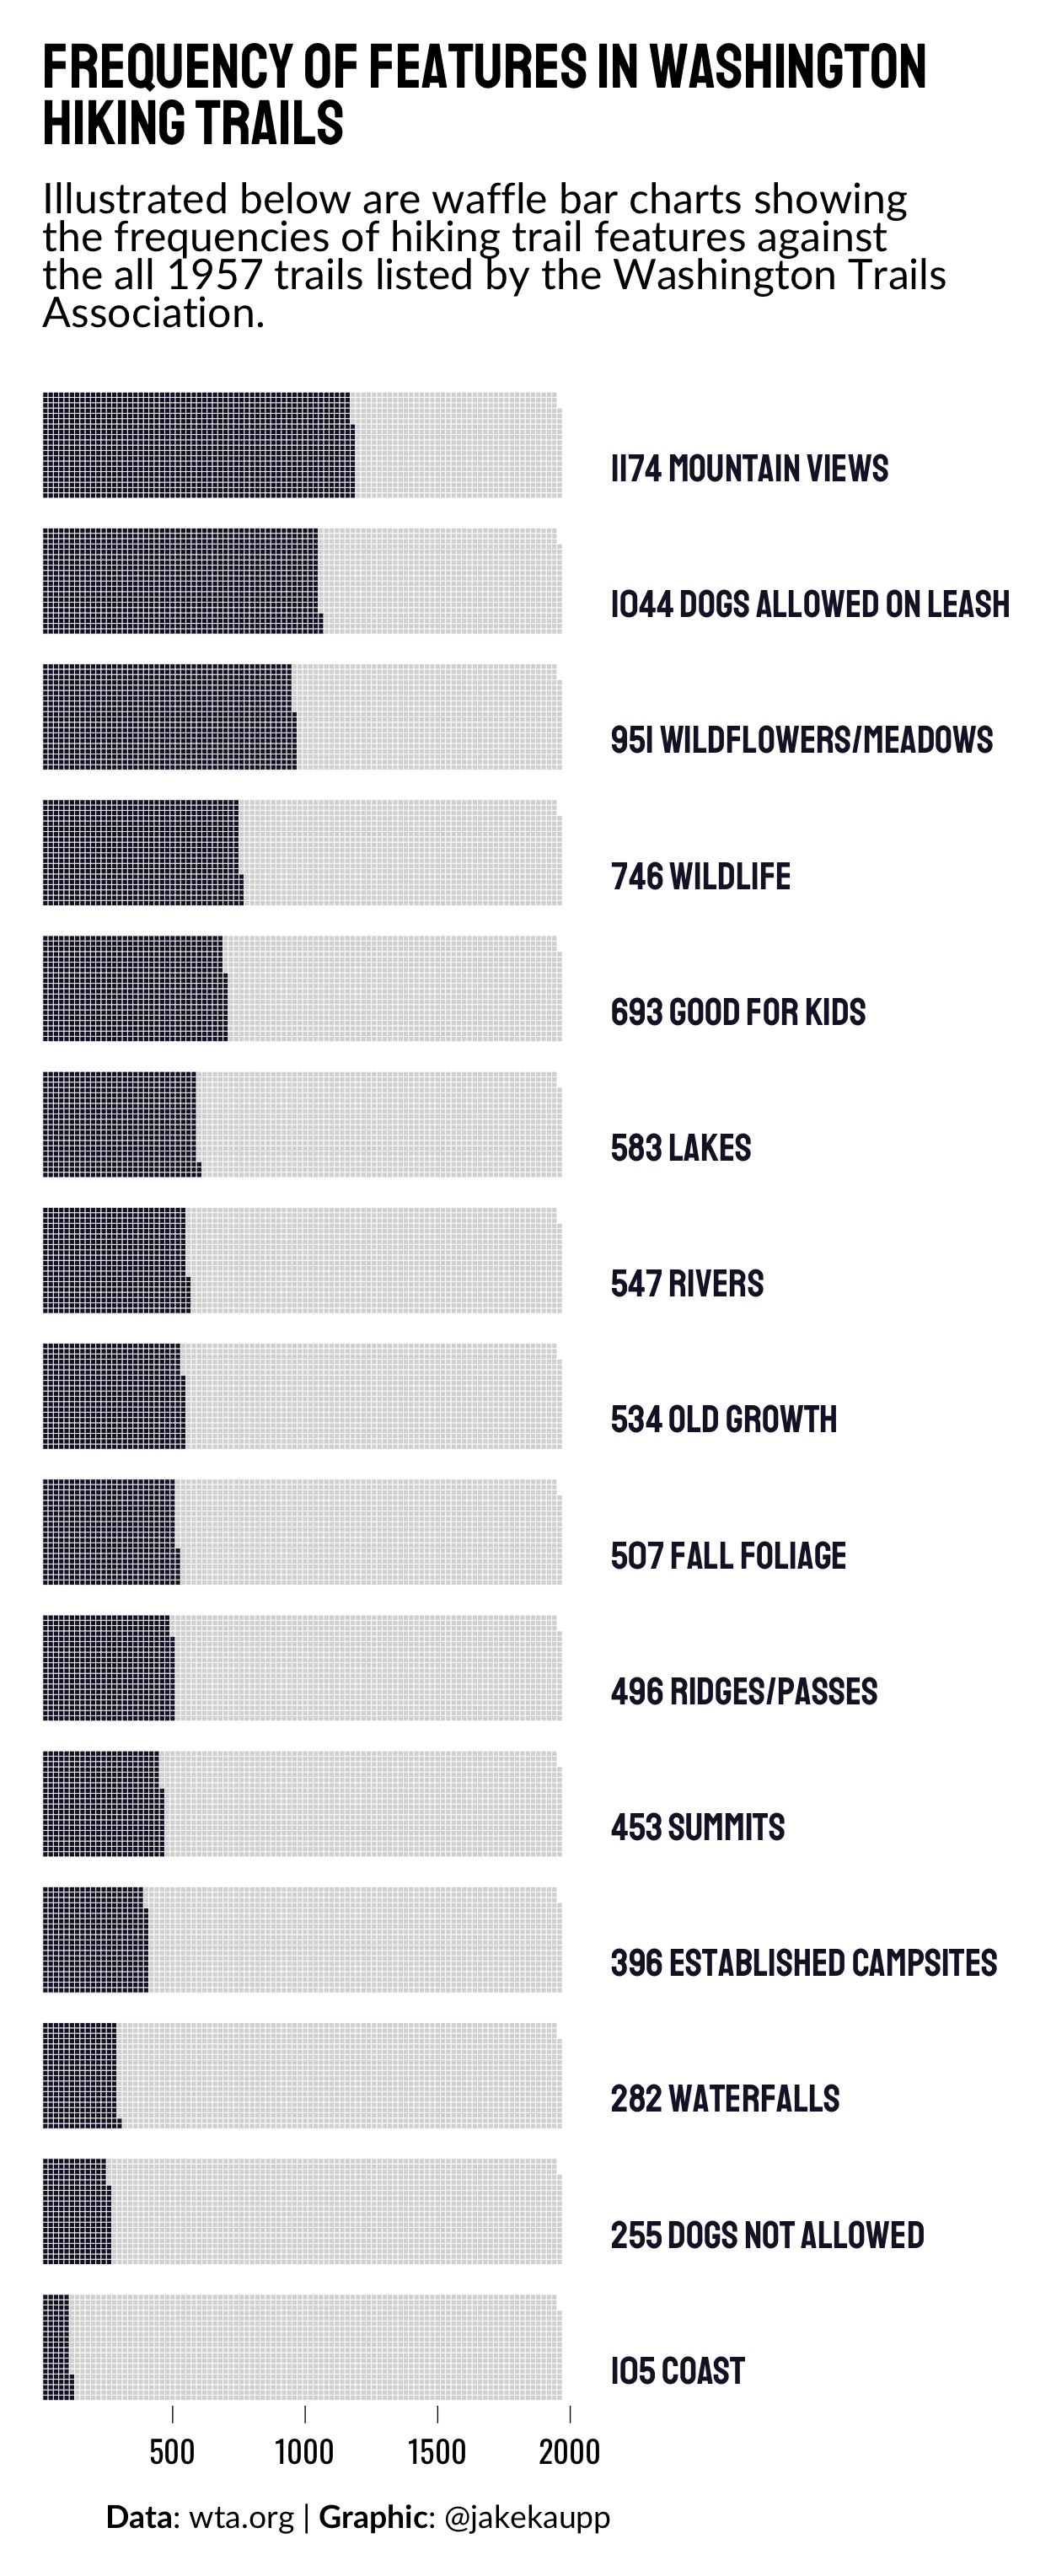 FREQUENCY OF FEATURES IN WASHINGTON
HIKING TRAILS
Illustrated below are waffle bar charts showing
the frequencies of hiking trail features against
the all 1957 trails listed by the Washington Trails
Association.
1174 MOUNTAIN VIEWS
1044 DOGS ALLOWED ON LEASH
951 WILDFLOWERS/MEADOWS
746 WILDLIFE
693 GOOD FOR KIDS
583 LAKES
547 RIVERS
534 OLD GROWTH
507 FALL FOLIAGE
496 RIDGES/PASSES
453 SUMMITS
396 ESTABLISHED CAMPSITES
282 WATERFALLS
255 DOGS NOT ALLOWED
105 COAST
500 1000 1500 2000
Data: wta.org | Graphic: @jakekaupp